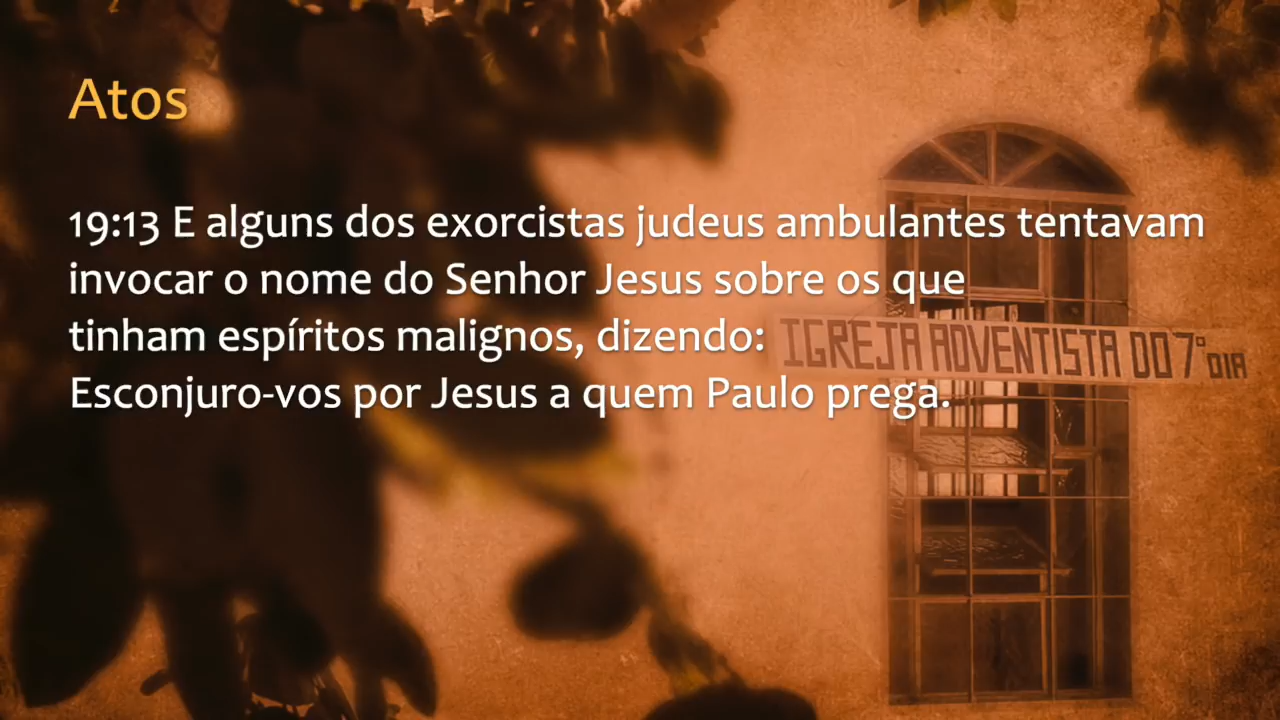 Atos
19:13 E alguns dos exorcistas judeus ambulantes tentavam
invocar o nome do Senhor Jesus sobre os que
tinham espíritos malignos, dizendo:
IGREJA ADVENTISTA DO 7º DIA
Esconjuro-vos por Jesus a quem Paulo prega.